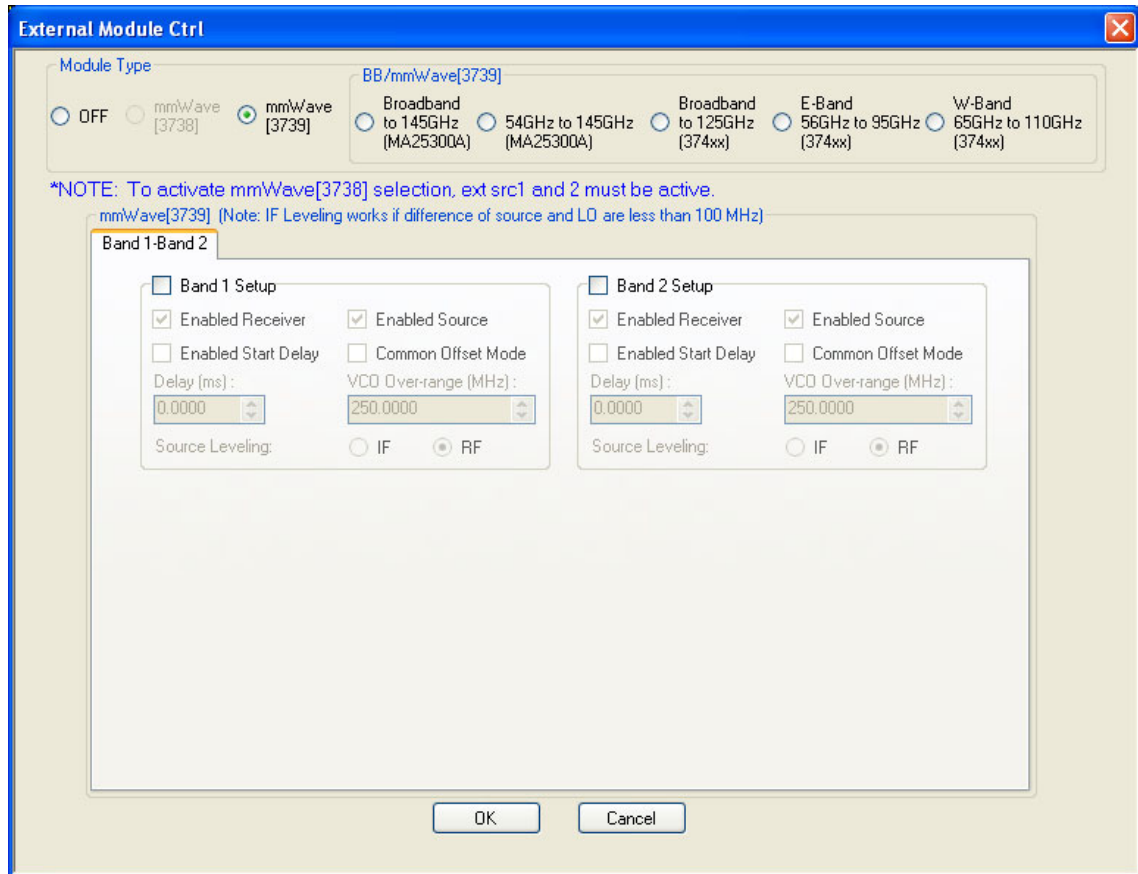 External Module Ctrl
Module Type
OFF
mmWave
[3738]
mmWave
[3739]
BB/mmWave[3739]
Broadband
to 145GHz
(MA25300A)
54GHz to 145GHz
(MA25300A)
Broadband
to 125GHz
(374xx)
E-Band
56GHz to 95GHz
(374xx)
W-Band
65GHz to 110GHz
(374xx)
*NOTE: To activate mmWave[3738] selection, ext src1 and 2 must be active.
mmWave[3739] (Note: IF Leveling works if difference of source and LO are less than 100 MHz)
Band 1-Band 2
Band 1 Setup
Enabled Receiver
Enabled Source
Enabled Start Delay
Common Offset Mode
Delay (ms) :
VCO Over-range (MHz) :
0.0000
250.0000
Source Leveling:
IF
RF
Band 2 Setup
Enabled Receiver
Enabled Source
Enabled Start Delay
Common Offset Mode
Delay (ms) :
VCO Over-range (MHz) :
0.0000
250.0000
Source Leveling:
IF
RF
OK
Cancel